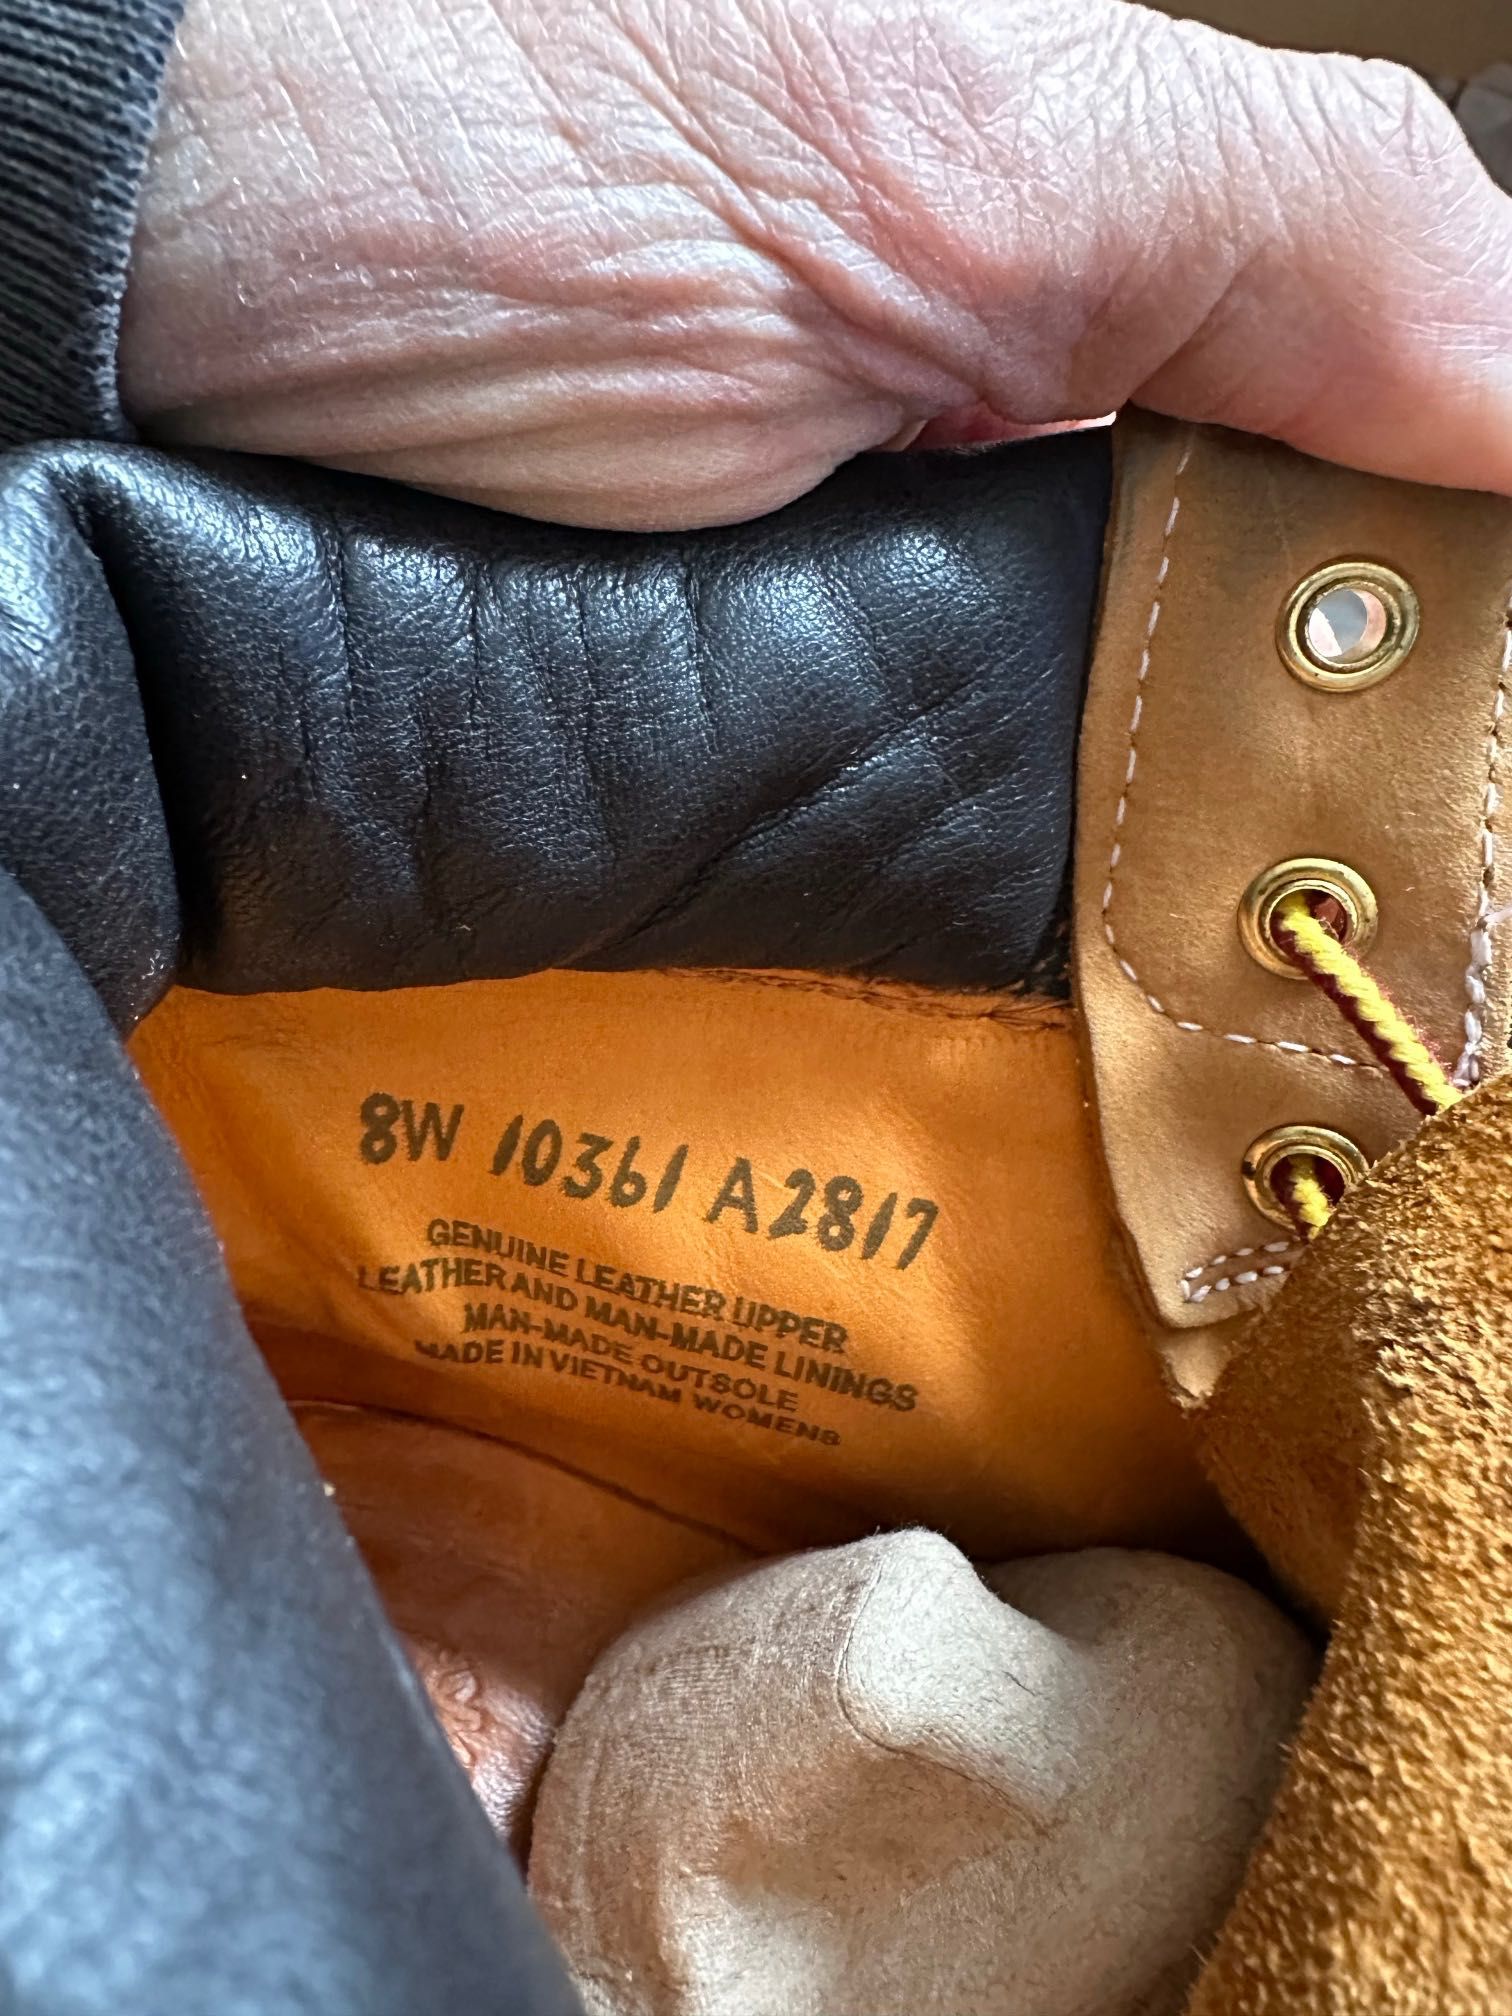 8W 10361 A2817
GENUINE LEATHER UPPER
LEATHER AND MAN-MADE LININGS
MAN-MADE OUTSOLE
MADE IN VIETNAM WOMENS